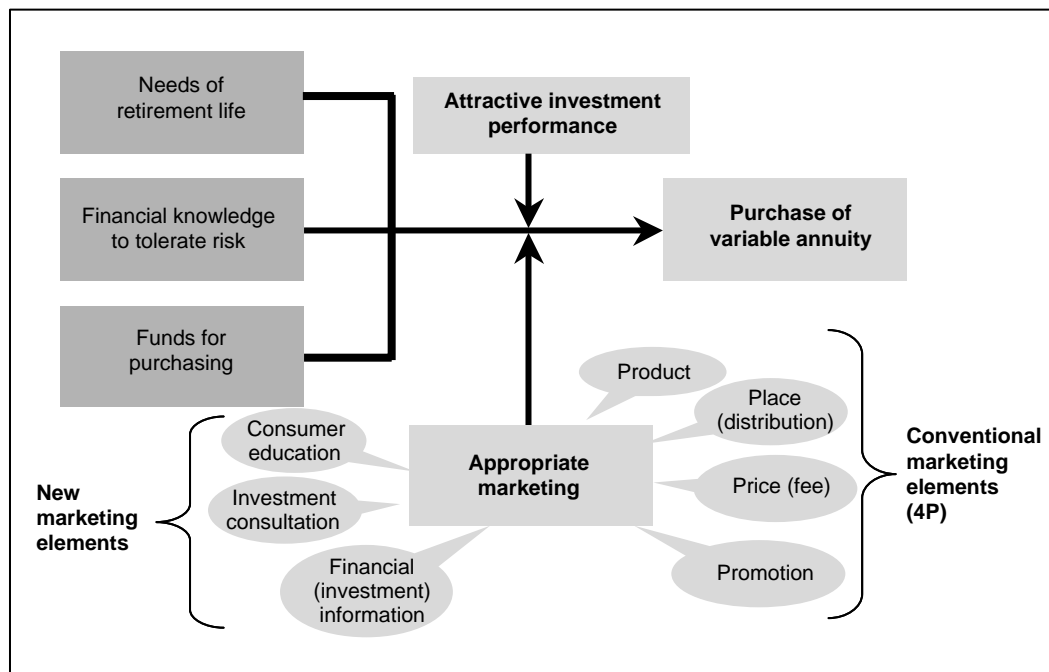 Needs of
retirement life
Attractive investment
performance
Financial knowledge
to tolerate risk
Purchase of
variable annuity
Funds for
purchasing
Product
Place
(distribution)
Consumer
education
Appropriate
marketing
Conventional
marketing
elements
(4P)
New
marketing
elements
Investment
consultation
Price (fee)
Financial
(investment)
information
Promotion